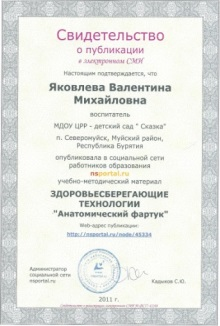 Свидетельство
о публикации
в электронном СМИ
Настоящим подтверждается, что
Яковлева Валентина
Михайловна
воспитатель
МДОУ ЦРР – детский сад " Сказка"
п. Северомуйск, Муйский район,
Республика Бурятия
опубликовала в социальной сети
работников образования
nsportal.ru
учебно-методический материал
ЗДОРОВЬЕСБЕРЕГАЮЩИЕ
ТЕХНОЛОГИИ
"Анатомический фартук"
Web-адрес публикации:
http://nsportal.ru/node/45334
Администратор
социальной сети
nsportal.ru
Кадыков С.Ю.
2011 г.